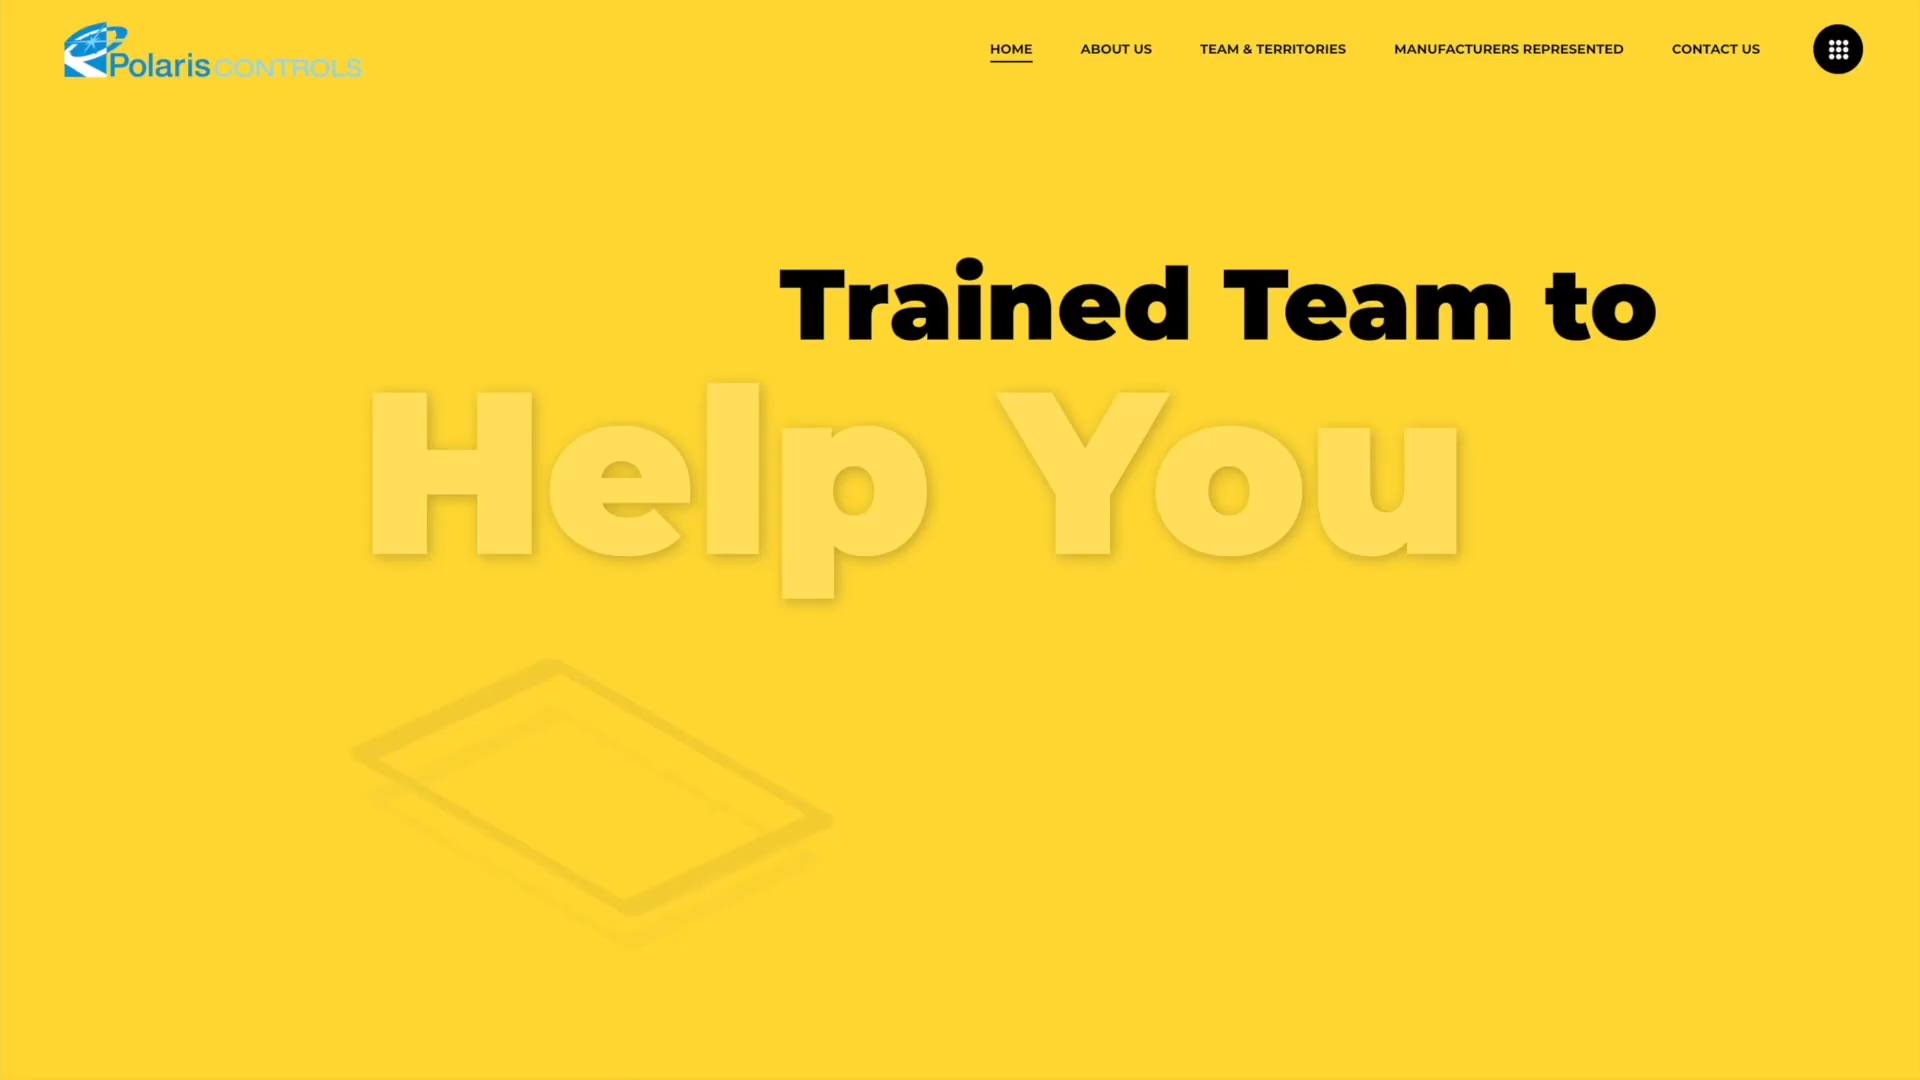 Polaris CONTROLS
HOME ABOUT US TEAM & TERRITORIES MANUFACTURERS REPRESENTED CONTACT US
Trained Team to
Help You